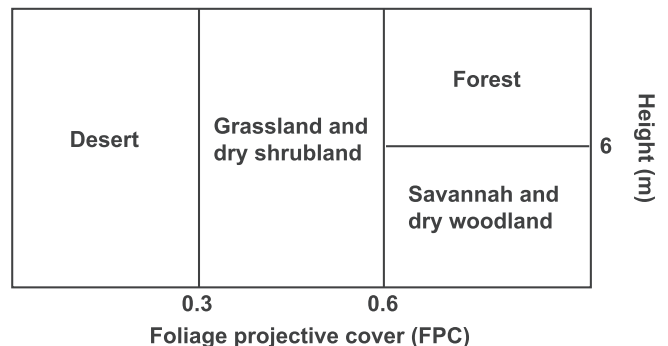 Forest
Desert
Grassland and
dry shrubland
6
Height (m)
Savannah and
dry woodland
0.3
0.6
Foliage projective cover (FPC)